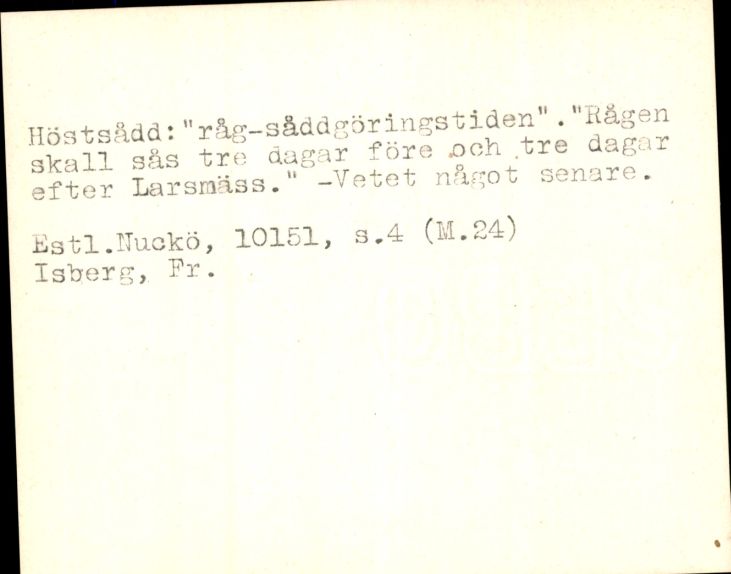 Höstsådd:"råg-såddgöringstiden"."Rågen
skall sås tre dagar före och tre dagar
efter Larsmäss." -Vetet något senare.
Estl.Nuckö, 10151, s.4 (M.24)
Isberg, Fr.